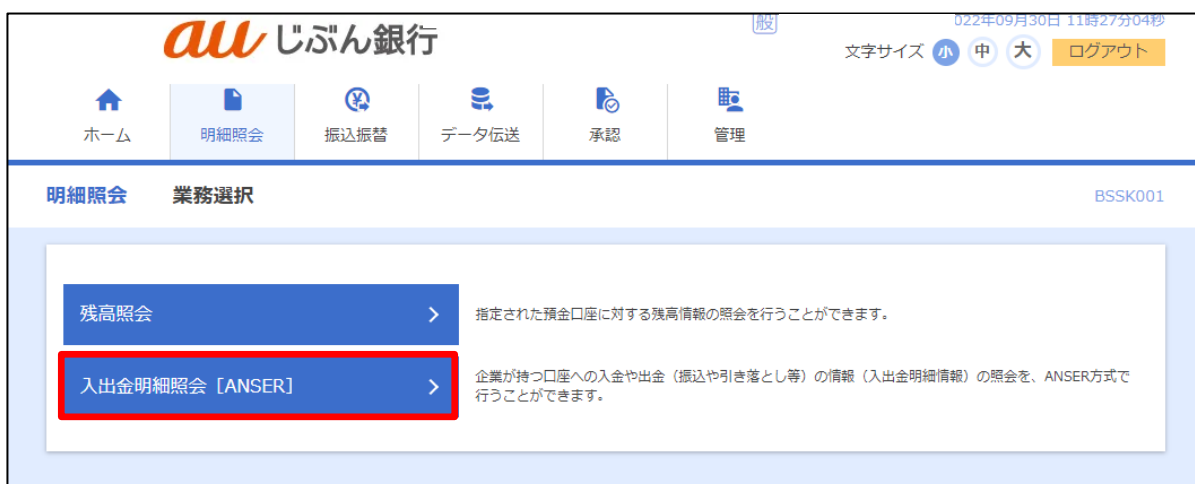 au じぶん銀行
般
022年09月30日 11時27分04秒
文字サイズ 小 中 大 ログアウト
ホーム 明細照会 振込振替 データ伝送 承認 管理
明細照会 業務選択 BSSK001
残高照会
指定された預金口座に対する残高情報の照会を行うことができます。
入出金明細照会［ANSER］
企業が持つ口座への入金や出金（振込や引き落とし等）の情報（入出金明細情報）の照会を、ANSER方式で
行うことができます。